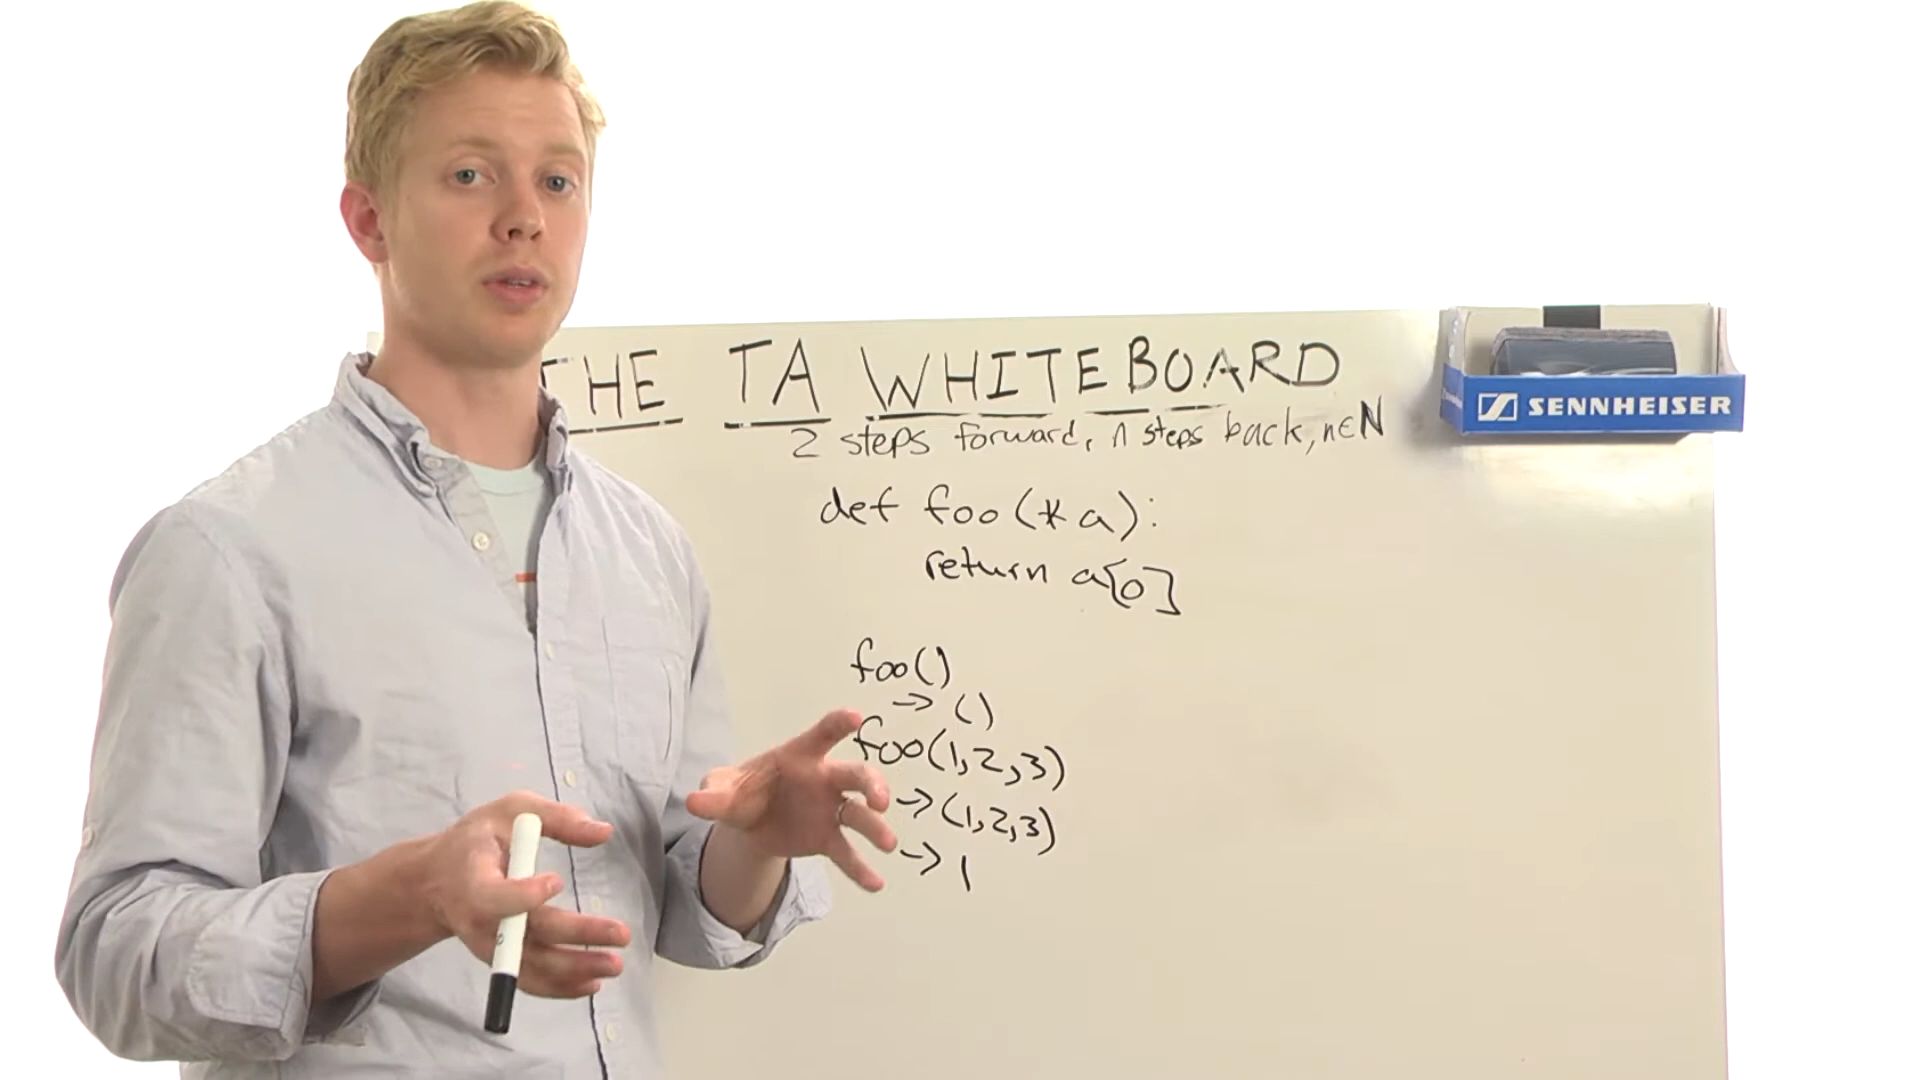 THE TA WHITEBOARD
2 steps forward, n steps back, n∈N
SENNHEISER
def foo(*a):
return a[0]
foo()
→ ()
foo(1,2,3)
→ (1,2,3)
→ 1